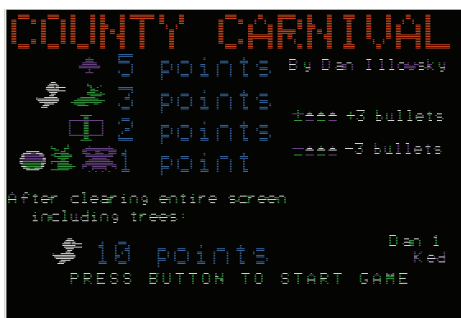 COUNTY CARNIVAL
5 points
By Dan Illowsky
3 points
+3 bullets
2 points
-3 bullets
1 point
After clearing entire screen
including trees:
10 points
Dan 1
Ked
PRESS BUTTON TO START GAME